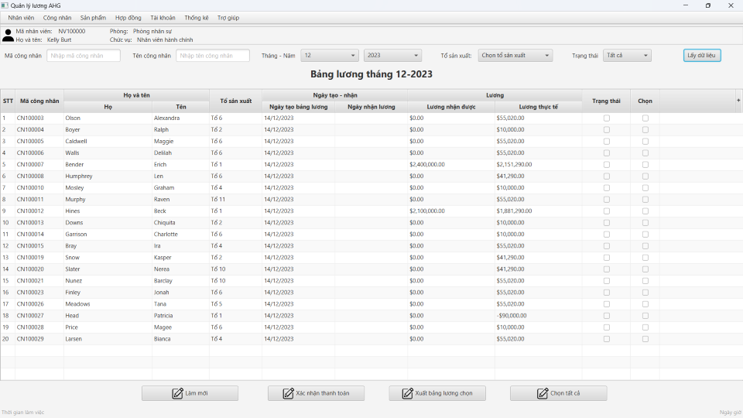 Quản lý lương AHG
Nhân viên Công nhân Sản phẩm Hợp đồng Tài khoản Thống kê Trợ giúp
Mã nhân viên: NV100000 Phòng: Phòng nhân sự
Họ và tên: Kelly Burt Chức vụ: Nhân viên hành chính
Mã công nhân Nhập mã công nhân Tên công nhân Nhập tên công nhân Tháng - Năm 12 2023 Tổ sản xuất: Chọn tổ sản xuất Trạng thái Tất cả Lấy dữ liệu
Bảng lương tháng 12-2023
STT Mã công nhân Họ và tên Tổ sản xuất Ngày tạo - nhận Lương Trạng thái Chọn +
Họ Tên Ngày tạo bảng lương Ngày nhận lương Lương nhận được Lương thực tế
1 CN100003 Olson Alexandra Tổ 6 14/12/2023 $0.00 $55,020.00
2 CN100004 Boyer Ralph Tổ 2 14/12/2023 $0.00 $10,000.00
3 CN100005 Caldwell Maggie Tổ 6 14/12/2023 $0.00 $55,020.00
4 CN100006 Walls Delilah Tổ 6 14/12/2023 $0.00 $55,020.00
5 CN100007 Render Erich Tổ 1 14/12/2023 $2,400,000.00 $2,151,290.00
6 CN100008 Humphrey Len Tổ 6 14/12/2023 $0.00 $41,290.00
7 CN100010 Mosley Graham Tổ 4 14/12/2023 $0.00 $10,000.00
8 CN100011 Murphy Raven Tổ 11 14/12/2023 $0.00 $55,020.00
9 CN100012 Hines Beck Tổ 1 14/12/2023 $2,100,000.00 $1,881,290.00
10 CN100013 Downs Chiquita Tổ 2 14/12/2023 $0.00 $10,000.00
11 CN100014 Garrison Charlotte Tổ 6 14/12/2023 $0.00 $10,000.00
12 CN100015 Bray Ira Tổ 4 14/12/2023 $0.00 $55,020.00
13 CN100019 Snow Kasper Tổ 2 14/12/2023 $0.00 $41,290.00
14 CN100020 Slater Nerea Tổ 10 14/12/2023 $0.00 $41,290.00
15 CN100021 Nunez Barclay Tổ 10 14/12/2023 $0.00 $55,020.00
16 CN100023 Finley Jonah Tổ 6 14/12/2023 $0.00 $55,020.00
17 CN100026 Meadows Tana Tổ 5 14/12/2023 $0.00 $55,020.00
18 CN100027 Head Patricia Tổ 1 14/12/2023 $0.00 -$90,000.00
19 CN100028 Price Magee Tổ 6 14/12/2023 $0.00 $10,000.00
20 CN100029 Larsen Bianca Tổ 4 14/12/2023 $0.00 $55,020.00
Làm mới Xác nhận thanh toán Xuất bảng lương chọn Chọn tất cả
Thời gian làm việc Ngày giờ